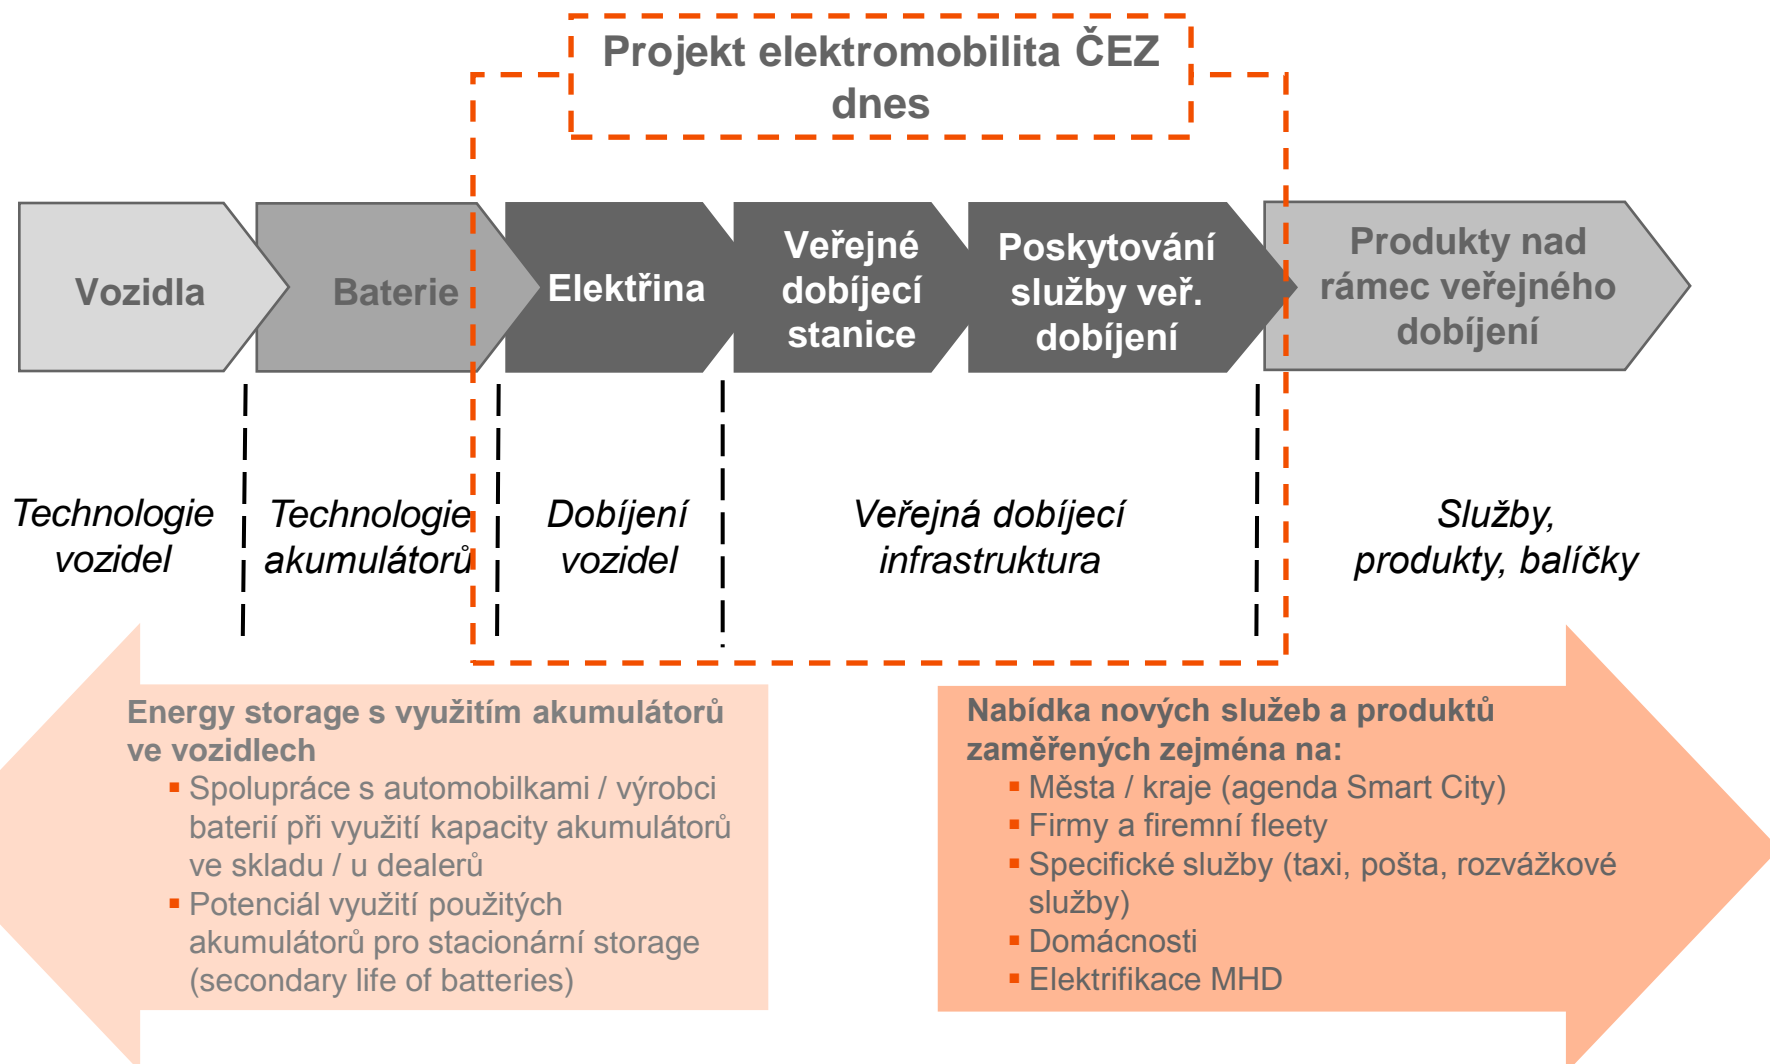 Projekt elektromobilita ČEZ
dnes
Vozidla
Baterie
Elektřina
Veřejné
dobíjecí
stanice
Poskytování
služby veř.
dobíjení
Produkty nad
rámec veřejného
dobíjení
Technologie
vozidel
Technologie
akumulátorů
Dobíjení
vozidel
Veřejná dobíjecí
infrastruktura
Služby,
produkty, balíčky
Energy storage s využitím akumulátorů
ve vozidlech
Spolupráce s automobilkami / výrobci
baterií při využití kapacity akumulátorů
ve skladu / u dealerů
Potenciál využití použitých
akumulátorů pro stacionární storage
(secondary life of batteries)
Nabídka nových služeb a produktů
zaměřených zejména na:
Města / kraje (agenda Smart City)
Firmy a firemní fleety
Specifické služby (taxi, pošta, rozvážkové
služby)
Domácnosti
Elektrifikace MHD